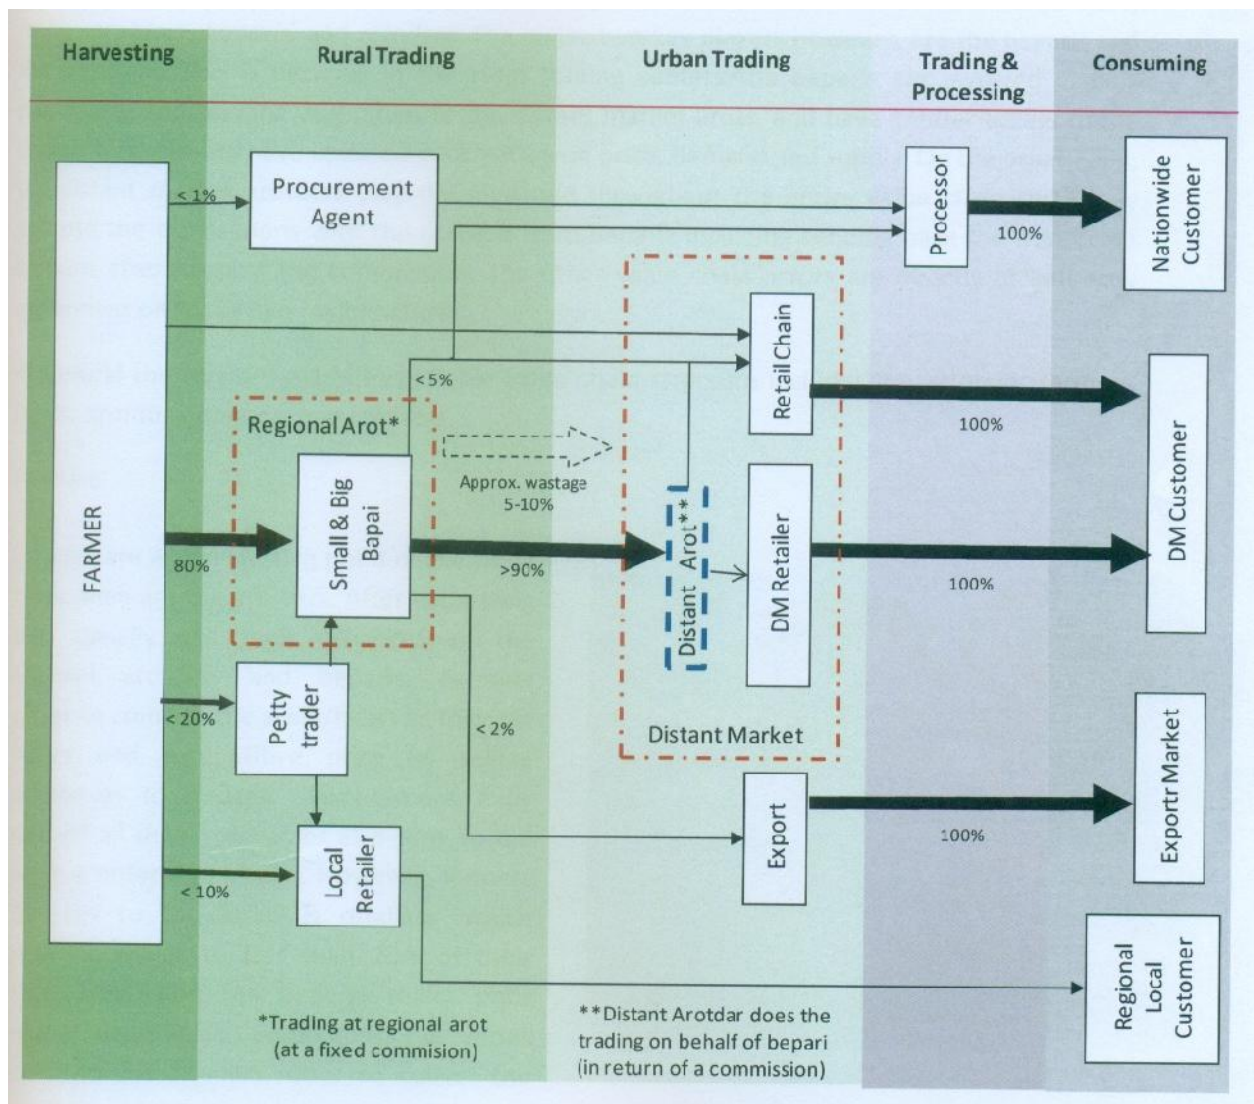 Harvesting
Rural Trading
Urban Trading
Trading &
Processing
Consuming
FARMER
< 1%
Procurement
Agent
Processor
100%
Nationwide
Customer
Retail Chain
< 5%
Regional Arot*
Approx. wastage
5-10%
100%
DM Customer
Small & Big
Bapai
80%
>90%
Distant Arot**
DM Retailer
100%
Distant Market
Petty
trader
< 20%
< 2%
Export
100%
Exportr Market
Local
Retailer
< 10%
Regional
Local
Customer
*Trading at regional arot
(at a fixed commision)
**Distant Arotdar does the
trading on behalf of bepari
(in return of a commission)